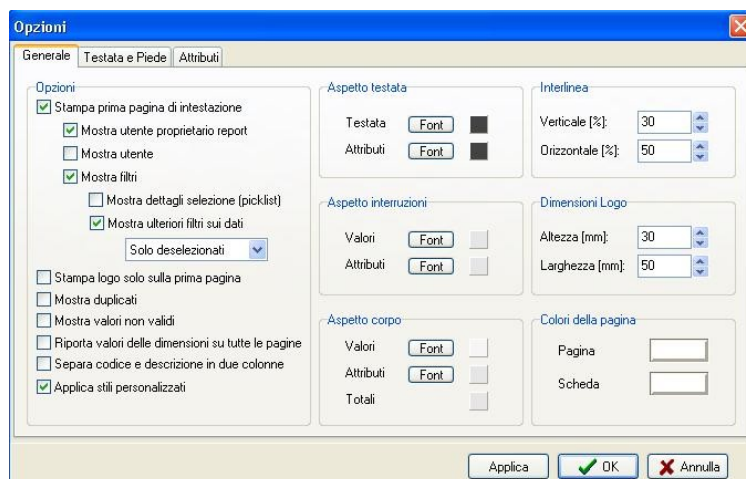 Opzioni
Generale Testata e Piede Attributi
Opzioni
Stampa prima pagina di intestazione
Mostra utente proprietario report
Mostra utente
Mostra filtri
Mostra dettagli selezione (picklist)
Mostra ulteriori filtri sui dati
Solo deselezionati
Stampa logo solo sulla prima pagina
Mostra duplicati
Mostra valori non validi
Riporta valori delle dimensioni su tutte le pagine
Separa codice e descrizione in due colonne
Applica stili personalizzati
Aspetto testata
Testata Font
Attributi Font
Aspetto interruzioni
Valori Font
Attributi Font
Aspetto corpo
Valori Font
Attributi Font
Totali
Interlinea
Verticale [%]: 30
Orizzontale [%]: 50
Dimensioni Logo
Altezza [mm]: 30
Larghezza [mm]: 50
Colori della pagina
Pagina
Scheda
Applica OK Annulla